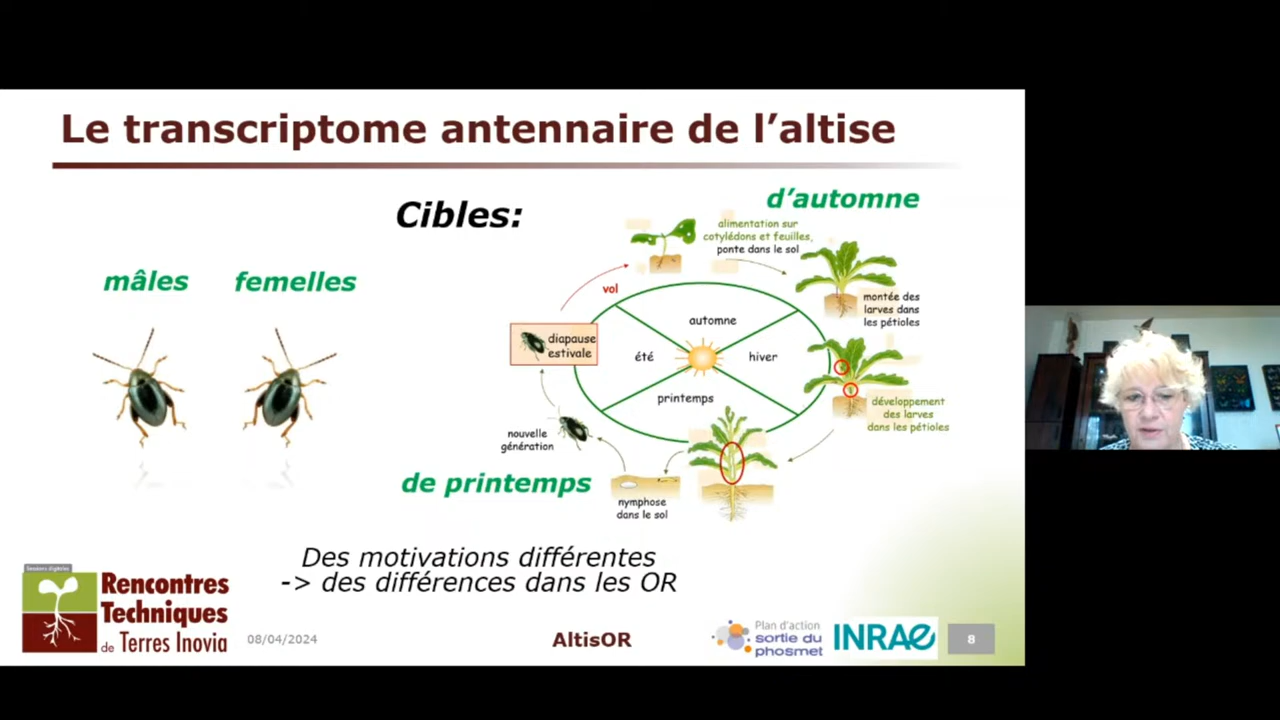 Le transcriptome antennaire de l'altise
Cibles:
d'automne
mâles
femelles
alimentation sur
cotylédons et feuilles,
ponte dans le sol
vol
montée des
larves dans
les pétioles
automne
diapause
estivale
été
hiver
printemps
développement
des larves
dans les pétioles
nouvelle
génération
de printemps
nymphose
dans le sol
Des motivations différentes
-> des différences dans les OR
Sessions digitales
Rencontres
Techniques
de Terres Inovia
08/04/2024
AltisOR
Plan d'action
sortie du
phosmet
INRAE
8